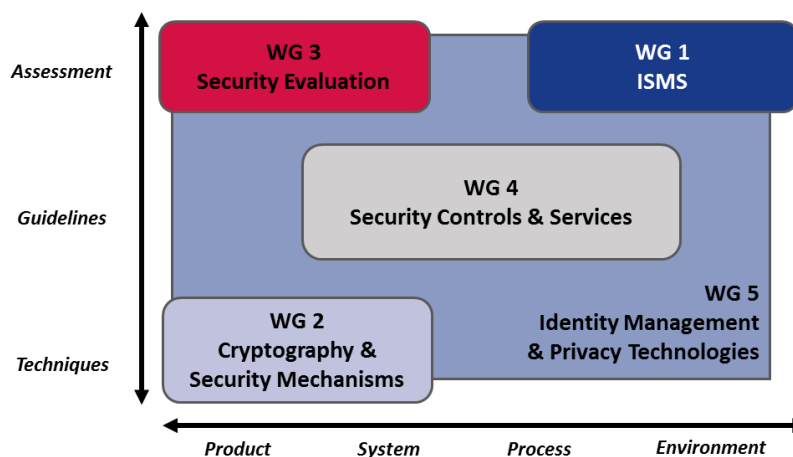 Assessment
WG 3
Security Evaluation
WG 1
ISMS
Guidelines
WG 4
Security Controls & Services
Techniques
WG 2
Cryptography &
Security Mechanisms
WG 5
Identity Management
& Privacy Technologies
Product
System
Process
Environment